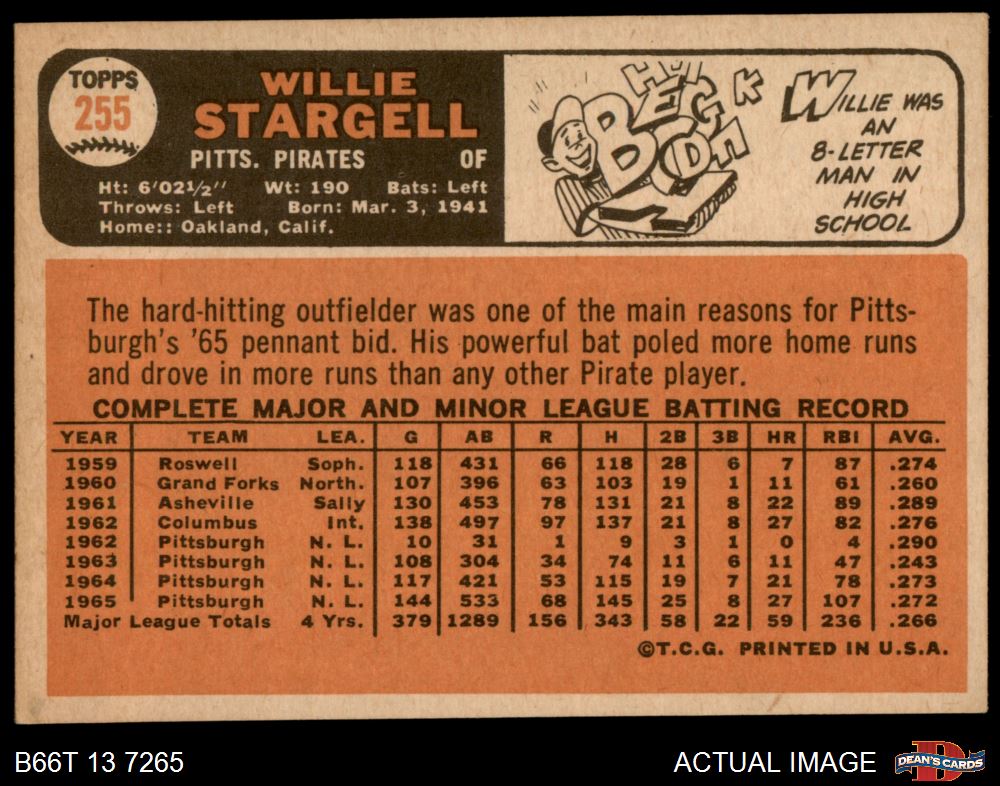 TOPPS
255
WILLIE
STARGELL
PITTS. PIRATES OF
Ht: 6'02½" Wt: 190 Bats: Left
Throws: Left Born: Mar. 3, 1941
Home:: Oakland, Calif.
WILLIE WAS
AN
8-LETTER
MAN IN
HIGH
SCHOOL
The hard-hitting outfielder was one of the main reasons for Pitts-
burgh's '65 pennant bid. His powerful bat poled more home runs
and drove in more runs than any other Pirate player.
COMPLETE MAJOR AND MINOR LEAGUE BATTING RECORD
YEAR TEAM LEA. G AB R H 2B 3B HR RBI AVG.
1959 Roswell Soph. 118 431 66 118 28 6 7 87 .274
1960 Grand Forks North. 107 396 63 103 19 1 11 61 .260
1961 Asheville Sally 130 453 78 131 21 8 22 89 .289
1962 Columbus Int. 138 497 97 137 21 8 27 82 .276
1962 Pittsburgh N. L. 10 31 1 9 3 1 0 4 .290
1963 Pittsburgh N. L. 108 304 34 74 11 6 11 47 .243
1964 Pittsburgh N. L. 117 421 53 115 19 7 21 78 .273
1965 Pittsburgh N. L. 144 533 68 145 25 8 27 107 .272
Major League Totals 4 Yrs. 379 1289 156 343 58 22 59 236 .266
©T.C.G. PRINTED IN U.S.A.
B66T 13 7265
ACTUAL IMAGE
DEAN'S CARDS